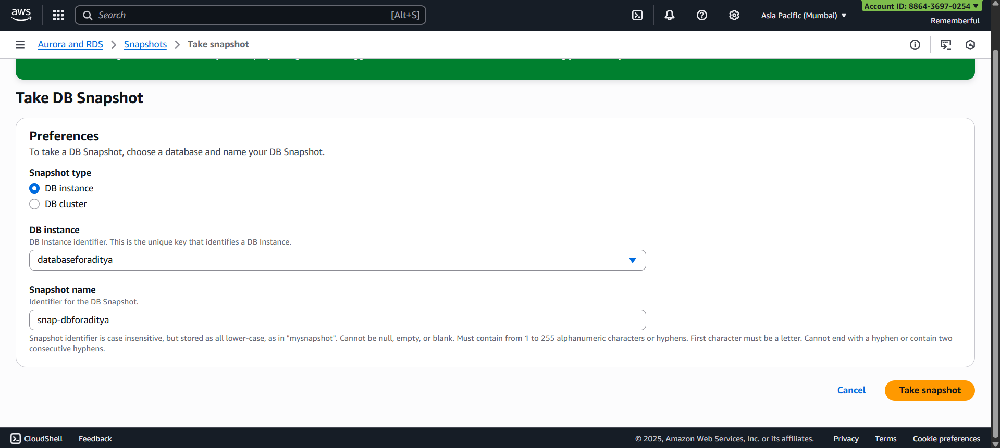 aws
Search
[Alt+S]
Asia Pacific (Mumbai)
Account ID: 8864-3697-0254
Rememberful
Aurora and RDS
Snapshots
Take snapshot
Take DB Snapshot
Preferences
To take a DB Snapshot, choose a database and name your DB Snapshot.
Snapshot type
DB instance
DB cluster
DB instance
DB Instance identifier. This is the unique key that identifies a DB Instance.
databaseforaditya
Snapshot name
Identifier for the DB Snapshot.
snap-dbforaditya
Snapshot identifier is case insensitive, but stored as all lower-case, as in "mysnapshot". Cannot be null, empty, or blank. Must contain from 1 to 255 alphanumeric characters or hyphens. First character must be a letter. Cannot end with a hyphen or contain two
consecutive hyphens.
Cancel
Take snapshot
CloudShell
Feedback
© 2025, Amazon Web Services, Inc. or its affiliates.
Privacy
Terms
Cookie preferences